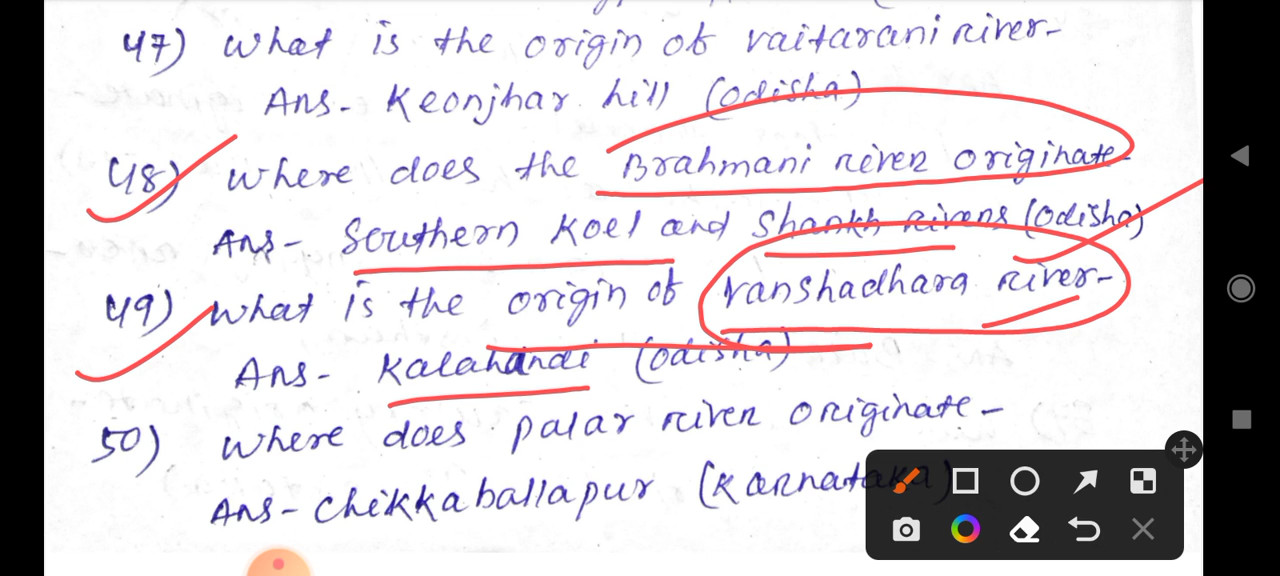 47) What is the origin of vaitarani river-
Ans- Keonjhar hill (odisha)
48) Where does the Brahmani river originate-
Ans- Southern Koel and Shankh rivers (Odisha)
49) What is the origin of Vanshadhara river-
Ans- Kalahandi (odisha)
50) Where does palar river originate-
Ans- Chikkaballapur (Karnataka)